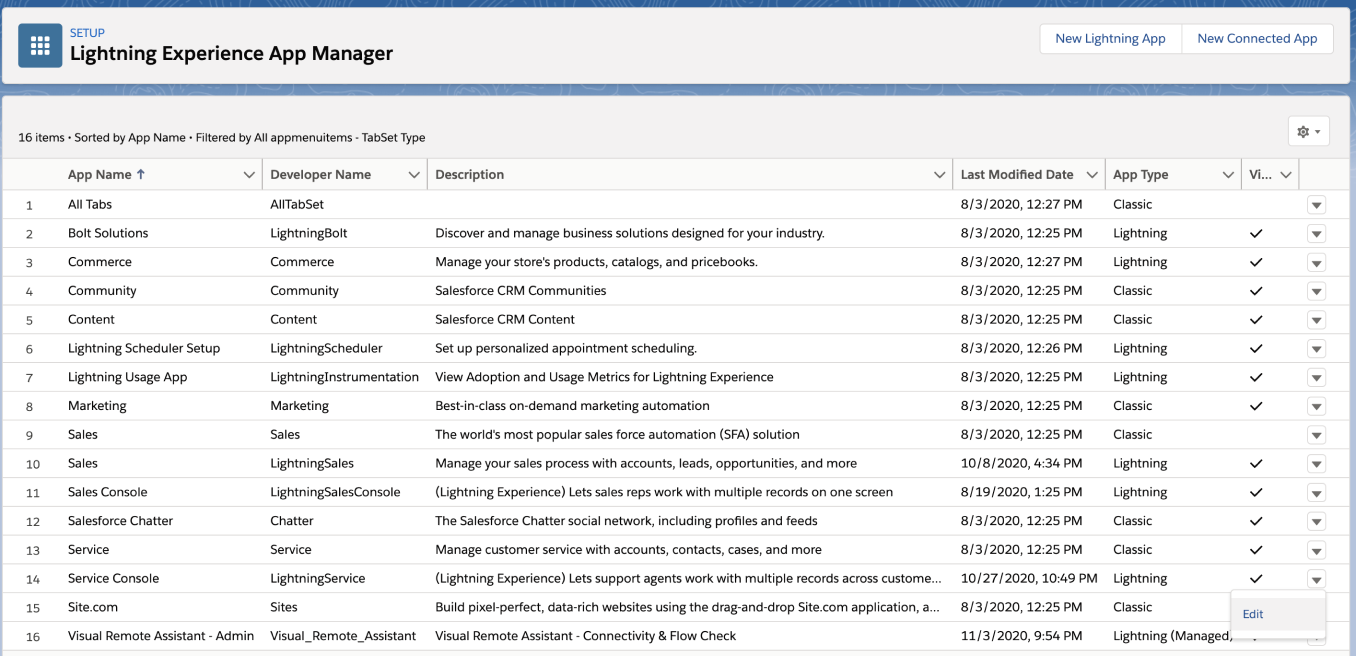 SETUP
Lightning Experience App Manager
New Lightning App New Connected App
16 items • Sorted by App Name • Filtered by All appmenuitems - TabSet Type
App Name ↑ Developer Name Description Last Modified Date App Type Vi...
1 All Tabs AllTabSet 8/3/2020, 12:27 PM Classic
2 Bolt Solutions LightningBolt Discover and manage business solutions designed for your industry. 8/3/2020, 12:25 PM Lightning ✓
3 Commerce Commerce Manage your store's products, catalogs, and pricebooks. 8/3/2020, 12:27 PM Lightning ✓
4 Community Community Salesforce CRM Communities 8/3/2020, 12:25 PM Classic ✓
5 Content Content Salesforce CRM Content 8/3/2020, 12:25 PM Classic ✓
6 Lightning Scheduler Setup LightningScheduler Set up personalized appointment scheduling. 8/3/2020, 12:26 PM Lightning ✓
7 Lightning Usage App LightningInstrumentation View Adoption and Usage Metrics for Lightning Experience 8/3/2020, 12:25 PM Lightning ✓
8 Marketing Marketing Best-in-class on-demand marketing automation 8/3/2020, 12:25 PM Classic ✓
9 Sales Sales The world's most popular sales force automation (SFA) solution 8/3/2020, 12:25 PM Classic
10 Sales LightningSales Manage your sales process with accounts, leads, opportunities, and more 10/8/2020, 4:34 PM Lightning ✓
11 Sales Console LightningSalesConsole (Lightning Experience) Lets sales reps work with multiple records on one screen 8/19/2020, 1:25 PM Lightning ✓
12 Salesforce Chatter Chatter The Salesforce Chatter social network, including profiles and feeds 8/3/2020, 12:25 PM Classic ✓
13 Service Service Manage customer service with accounts, contacts, cases, and more 8/3/2020, 12:25 PM Classic ✓
14 Service Console LightningService (Lightning Experience) Lets support agents work with multiple records across custome... 10/27/2020, 10:49 PM Lightning ✓
15 Site.com Sites Build pixel-perfect, data-rich websites using the drag-and-drop Site.com application, a... 8/3/2020, 12:25 PM Classic
Edit
16 Visual Remote Assistant - Admin Visual_Remote_Assistant Visual Remote Assistant - Connectivity & Flow Check 11/3/2020, 9:54 PM Lightning (Managed)